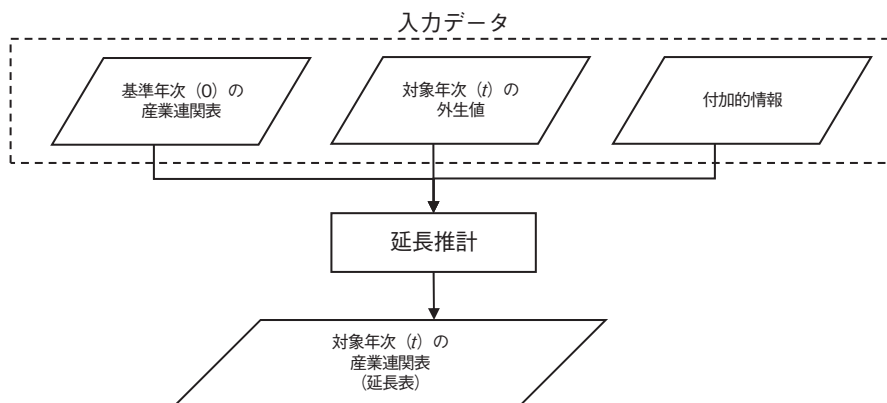 入力データ
基準年次（0）の
産業連関表
対象年次（t）の
外生値
付加的情報
延長推計
対象年次（t）の
産業連関表
（延長表）